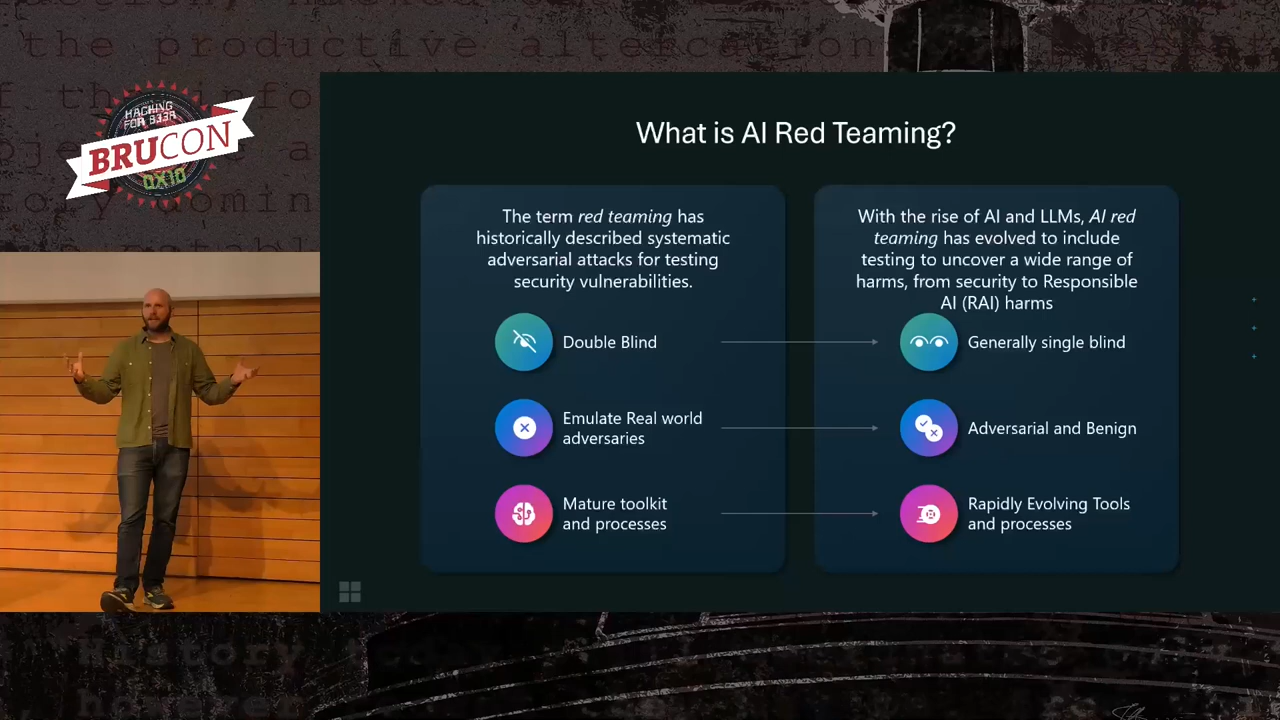 the productive altercation
HACKING
FOR B33R
BRUCON
0X10
What is AI Red Teaming?
The term red teaming has
historically described systematic
adversarial attacks for testing
security vulnerabilities.
Double Blind
Emulate Real world
adversaries
Mature toolkit
and processes
With the rise of AI and LLMs, AI red
teaming has evolved to include
testing to uncover a wide range of
harms, from security to Responsible
AI (RAI) harms
Generally single blind
Adversarial and Benign
Rapidly Evolving Tools
and processes
History
however